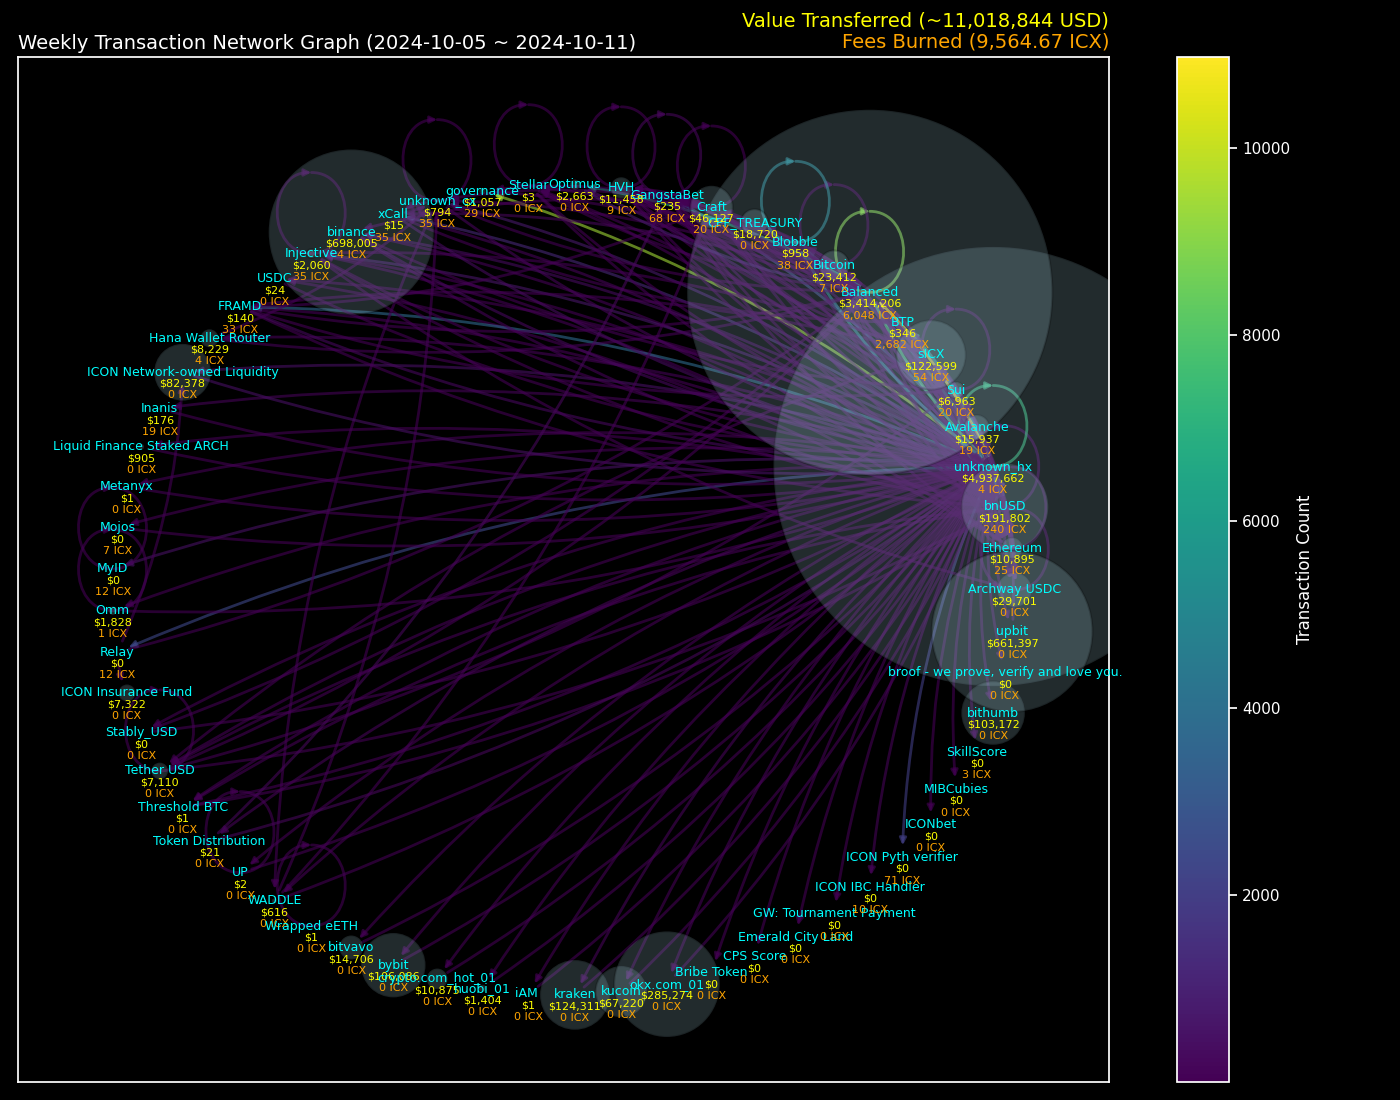 Value Transferred (~11,018,844 USD)
Weekly Transaction Network Graph (2024-10-05 ~ 2024-10-11)
Fees Burned (9,564.67 ICX)
governance
$1,057
29 ICX
Stellar
$3
0 ICX
Optimus
$2,663
0 ICX
HVH
$11,458
9 ICX
GangstaBet
$235
68 ICX
Craft
$46,127
20 ICX
_TREASURY
$18,720
0 ICX
Blobble
$958
38 ICX
Bitcoin
$23,412
7 ICX
Balanced
$3,414,206
6,048 ICX
BTP
$346
2,682 ICX
sICX
$122,599
54 ICX
Sui
$6,963
20 ICX
Avalanche
$15,937
19 ICX
unknown_hx
$4,937,662
4 ICX
bnUSD
$191,802
240 ICX
Ethereum
$10,895
25 ICX
Archway USDC
$29,701
0 ICX
upbit
$661,397
0 ICX
broof - we prove, verify and love you.
$0
0 ICX
bithumb
$103,172
0 ICX
SkillScore
$0
3 ICX
MIBCubies
$0
0 ICX
ICONbet
$0
0 ICX
ICON Pyth verifier
$0
71 ICX
ICON IBC Handler
$0
10 ICX
GW: Tournament Payment
$0
0 ICX
Emerald City Land
$0
0 ICX
CPS Score
$0
0 ICX
Bribe Token
$0
0 ICX
okx.com_01
$285,274
0 ICX
kucoin
$67,220
0 ICX
kraken
$124,311
0 ICX
iAM
$1
0 ICX
huobi_01
$1,404
0 ICX
crypto.com_hot_01
$10,875
0 ICX
bybit
$106,086
0 ICX
bitvavo
$14,706
0 ICX
Wrapped eETH
$1
0 ICX
WADDLE
$616
0 ICX
UP
$2
0 ICX
Token Distribution
$21
0 ICX
Threshold BTC
$1
0 ICX
Tether USD
$7,110
0 ICX
Stably_USD
$0
0 ICX
ICON Insurance Fund
$7,322
0 ICX
Relay
$0
12 ICX
Omm
$1,828
1 ICX
MyID
$0
12 ICX
Mojos
$0
7 ICX
Metanyx
$1
0 ICX
Liquid Finance Staked ARCH
$905
0 ICX
Inanis
$176
19 ICX
ICON Network-owned Liquidity
$82,378
0 ICX
Hana Wallet Router
$8,229
4 ICX
FRAMD
$140
33 ICX
USDC
$24
0 ICX
Injective
$2,060
35 ICX
binance
$698,005
4 ICX
xCall
$15
35 ICX
unknown_cx
$794
35 ICX
10000
8000
6000
4000
2000
Transaction Count